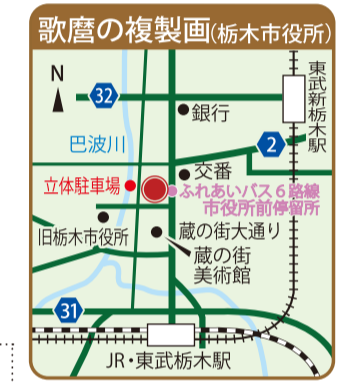 歌麿の複製画(栃木市役所)
N
32
東武新栃木駅
銀行
巴波川
2
交番
立体駐車場
ふれあいバス6路線
市役所前停留所
旧栃木市役所
蔵の街大通り
蔵の街
美術館
31
JR・東武栃木駅